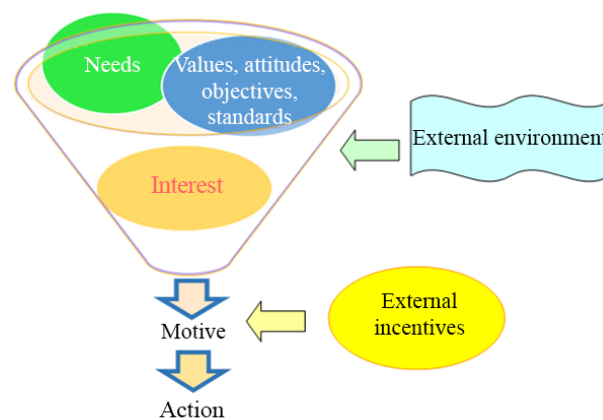 Needs
Values, attitudes,
objectives,
standards
External environment
Interest
External
incentives
Motive
Action